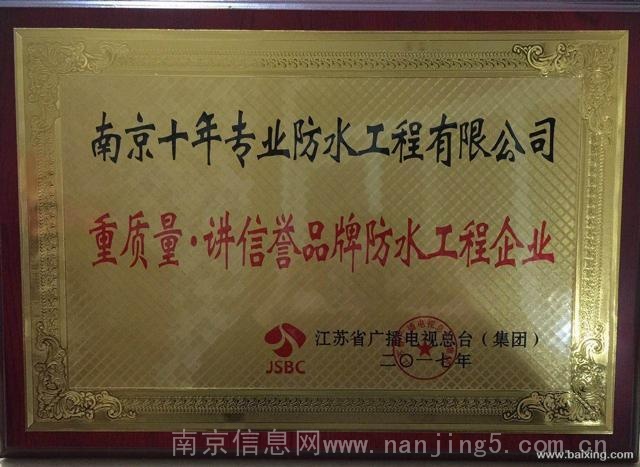 南京十年专业防水工程有限公司
重质量·讲信誉品牌防水工程企业
JSBC
江苏省广播电视总台（集团）
二〇一七年
南京信息网www.nanjing5.com.cn
www.baixing.com